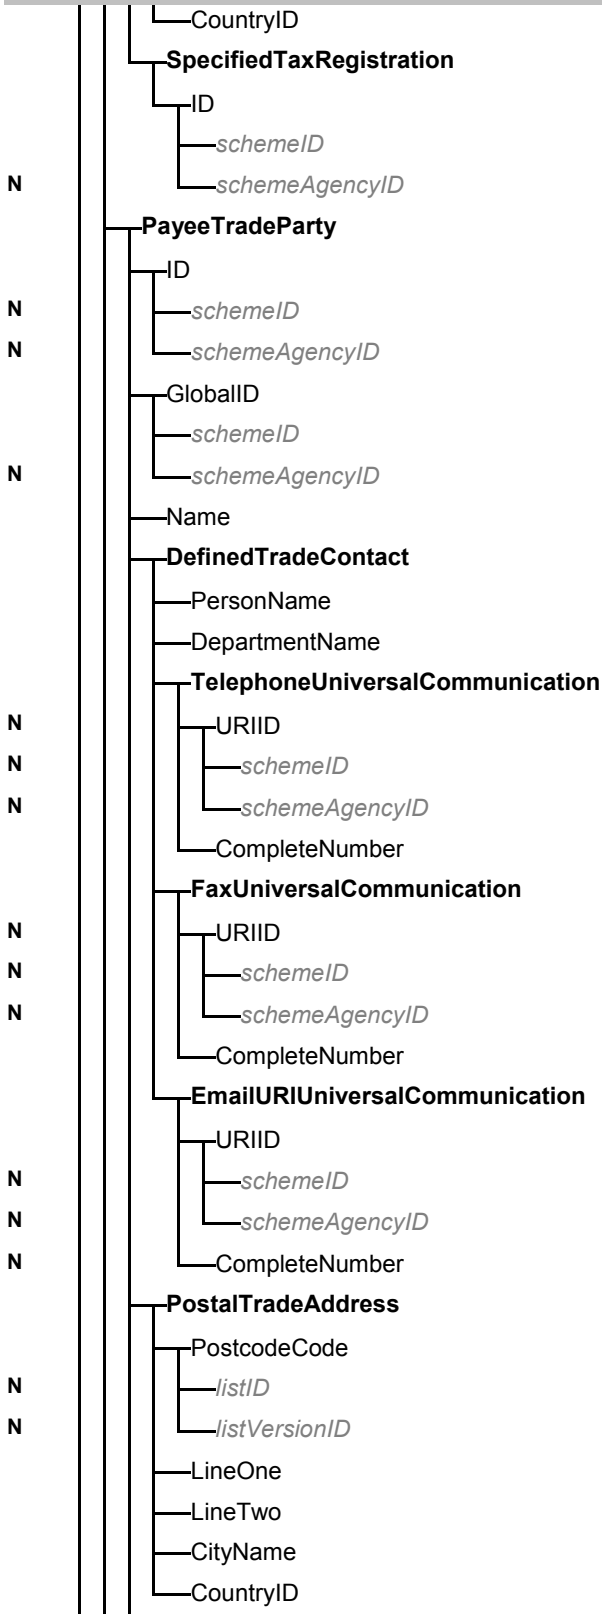 CountryID
SpecifiedTaxRegistration
ID
schemeID
N schemeAgencyID
PayeeTradeParty
ID
N schemeID
N schemeAgencyID
GlobalID
schemeID
N schemeAgencyID
Name
DefinedTradeContact
PersonName
DepartmentName
TelephoneUniversalCommunication
N URIID
N schemeID
N schemeAgencyID
CompleteNumber
FaxUniversalCommunication
N URIID
N schemeID
N schemeAgencyID
CompleteNumber
EmailURIUniversalCommunication
URIID
N schemeID
N schemeAgencyID
N CompleteNumber
PostalTradeAddress
PostcodeCode
N listID
N listVersionID
LineOne
LineTwo
CityName
CountryID